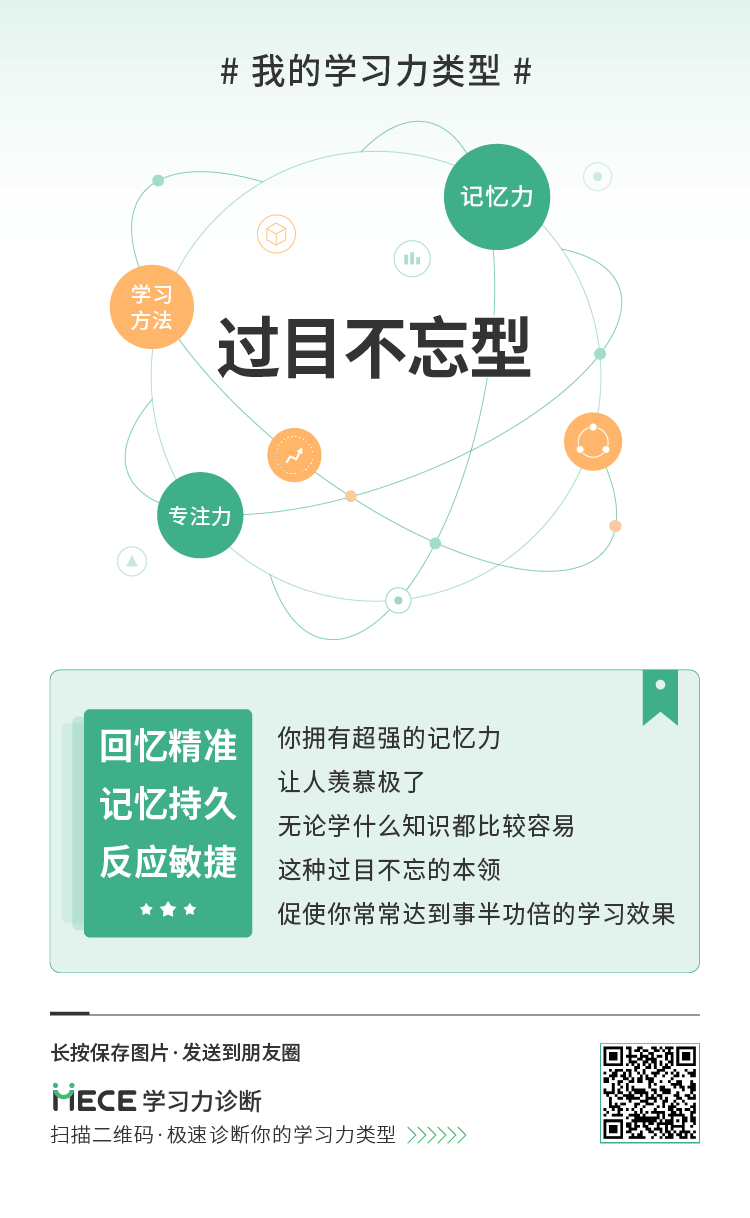 # 我的学习力类型 #
记忆力
学习
方法
过目不忘型
专注力
回忆精准
记忆持久
反应敏捷
你拥有超强的记忆力
让人羡慕极了
无论学什么知识都比较容易
这种过目不忘的本领
促使你常常达到事半功倍的学习效果
长按保存图片·发送到朋友圈
MECE 学习力诊断
扫描二维码·极速诊断你的学习力类型